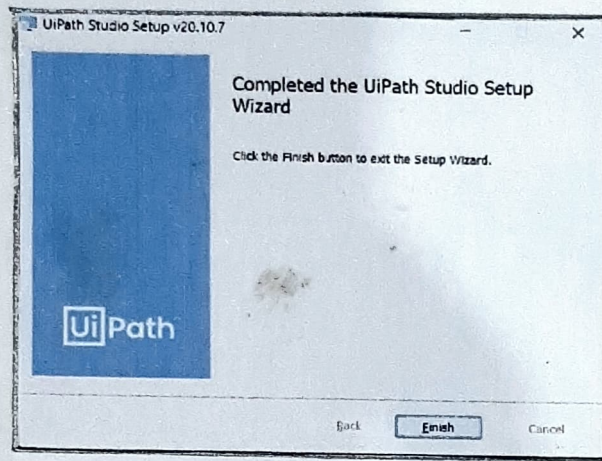 UiPath Studio Setup v20.10.7
Completed the UiPath Studio Setup
Wizard
Click the Finish button to exit the Setup Wizard.
UiPath
Back
Finish
Cancel